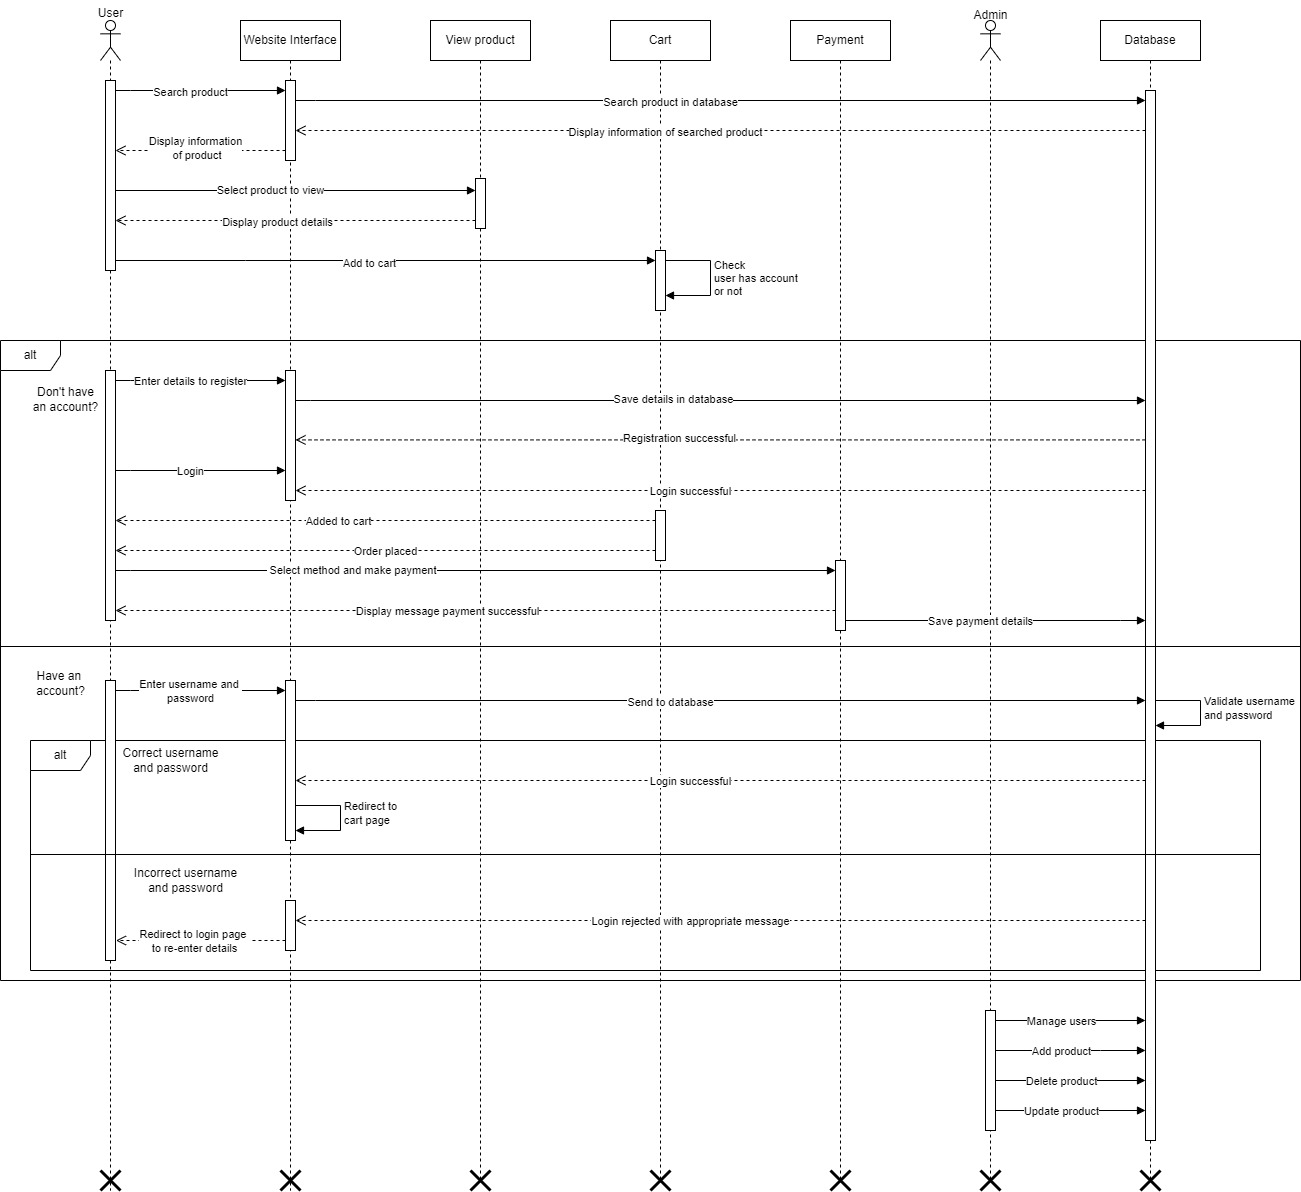 User
Admin
Website Interface
View product
Cart
Payment
Database
Search product
Search product in database
Display information of searched product
Display information
of product
Select product to view
Display product details
Add to cart
Check
user has account
or not
alt
Don't have
an account?
Enter details to register
Save details in database
Registration successful
Login
Login successful
Added to cart
Order placed
Select method and make payment
Display message payment successful
Save payment details
Have an
account?
Enter username and
password
Send to database
Validate username
and password
alt
Correct username
and password
Login successful
Redirect to
cart page
Incorrect username
and password
Login rejected with appropriate message
Redirect to login page
to re-enter details
Manage users
Add product
Delete product
Update product